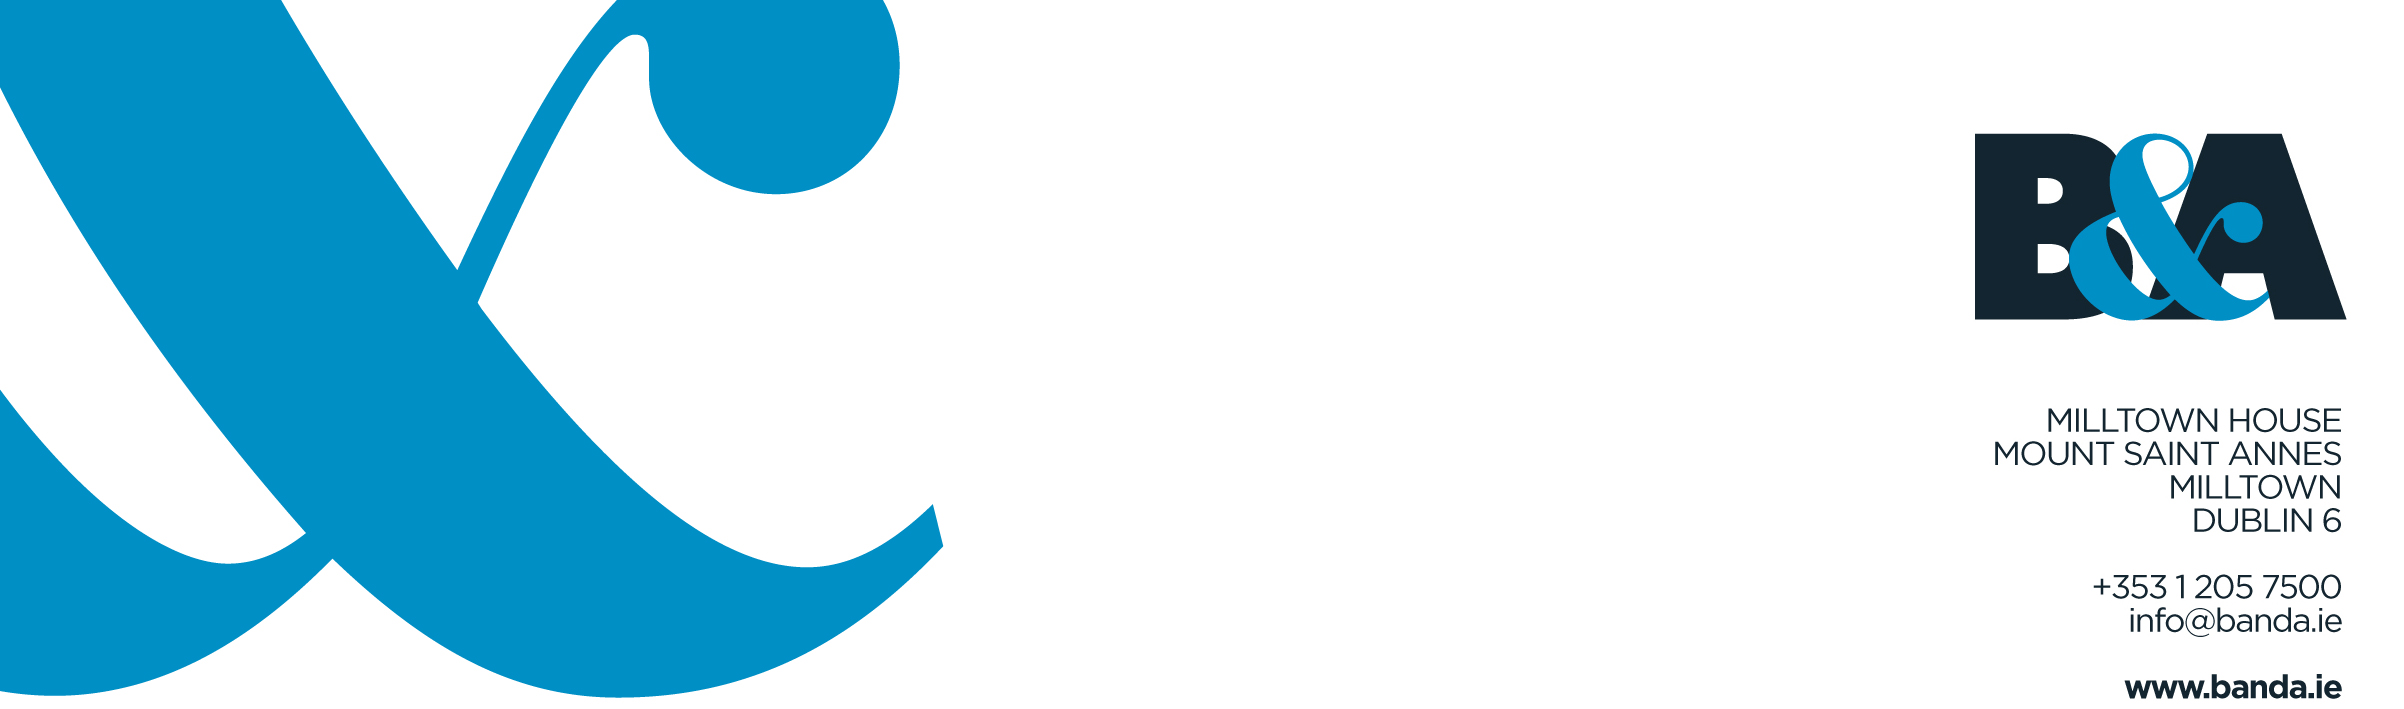 &
B&A
MILLTOWN HOUSE
MOUNT SAINT ANNES
MILLTOWN
DUBLIN 6
+353 1 205 7500
info@banda.ie
www.banda.ie